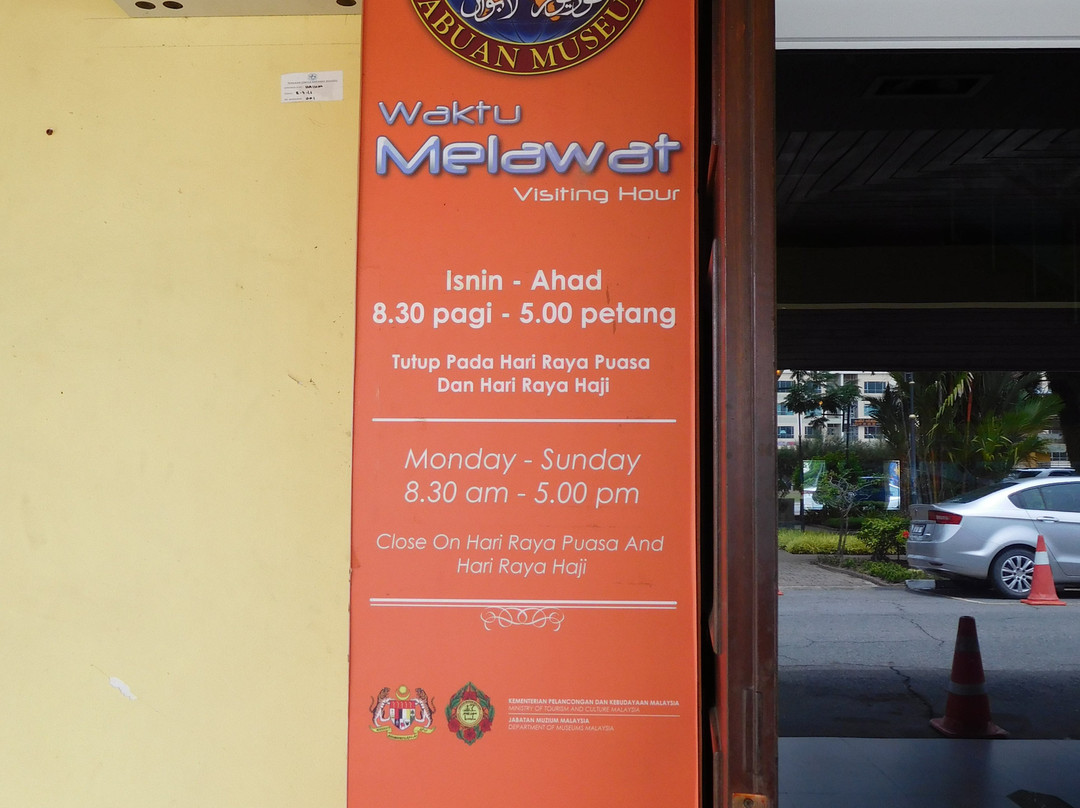 ABUAN MUSEU
Waktu
Melawat
Visiting Hour
Isnin - Ahad
8.30 pagi - 5.00 petang
Tutup Pada Hari Raya Puasa
Dan Hari Raya Haji
Monday - Sunday
8.30 am - 5.00 pm
Close On Hari Raya Puasa And
Hari Raya Haji
KEMENTERIAN PELANCONGAN DAN KEBUDAYAAN MALAYSIA
MINISTRY OF TOURISM AND CULTURE MALAYSIA
JABATAN MUZIUM MALAYSIA
DEPARTMENT OF MUSEUMS MALAYSIA